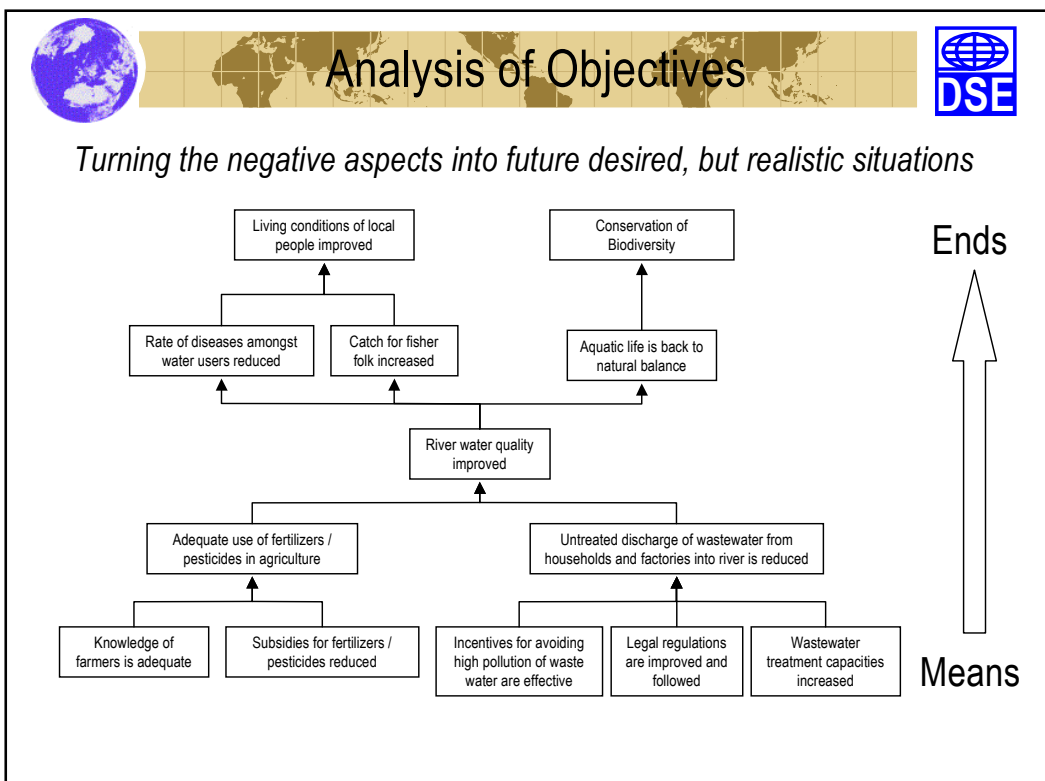 Analysis of Objectives
DSE
Turning the negative aspects into future desired, but realistic situations
Living conditions of local
people improved
Conservation of
Biodiversity
Ends
Rate of diseases amongst
water users reduced
Catch for fisher
folk increased
Aquatic life is back to
natural balance
River water quality
improved
Adequate use of fertilizers /
pesticides in agriculture
Untreated discharge of wastewater from
households and factories into river is reduced
Knowledge of
farmers is adequate
Subsidies for fertilizers /
pesticides reduced
Incentives for avoiding
high pollution of waste
water are effective
Legal regulations
are improved and
followed
Wastewater
treatment capacities
increased
Means